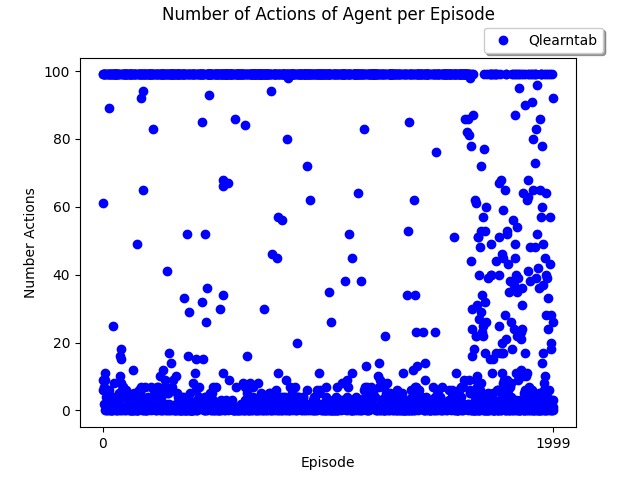 Number of Actions of Agent per Episode
Qlearntab
100
80
60
40
20
0
Number Actions
0
1999
Episode